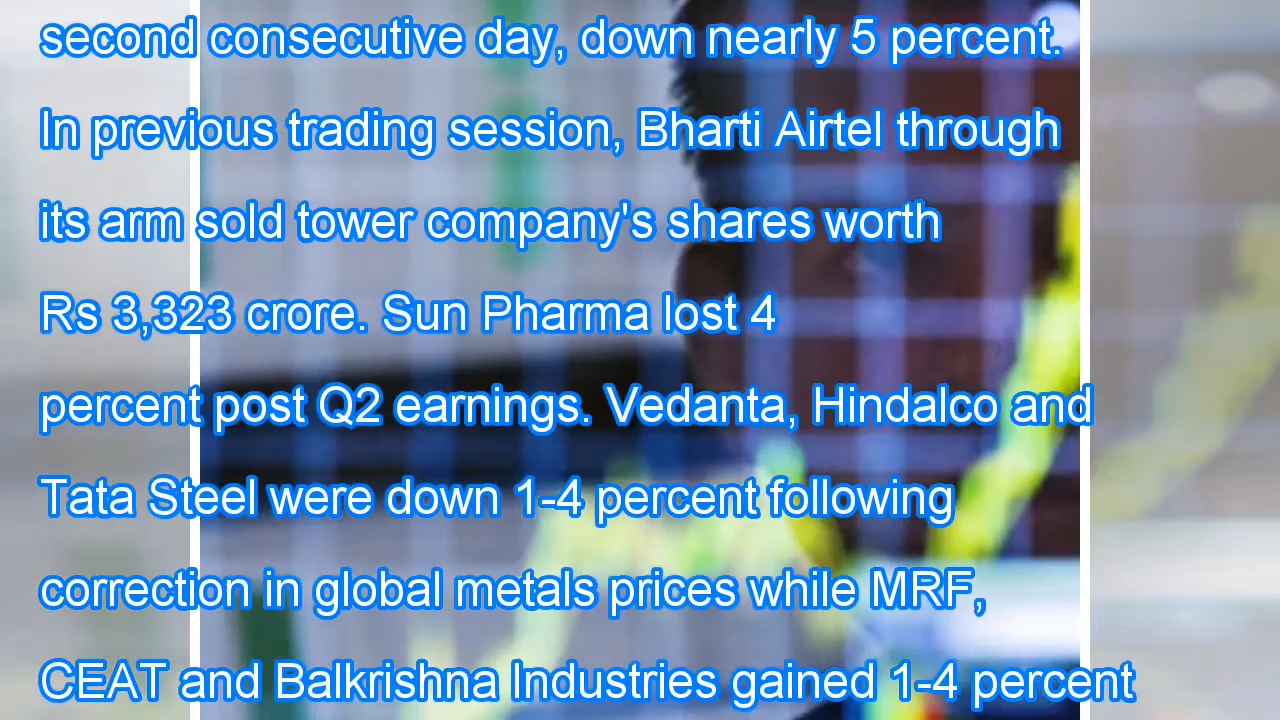 second consecutive day, down nearly 5 percent.
In previous trading session, Bharti Airtel through
its arm sold tower company's shares worth
Rs 3,323 crore. Sun Pharma lost 4
percent post Q2 earnings. Vedanta, Hindalco and
Tata Steel were down 1-4 percent following
correction in global metals prices while MRF,
CEAT and Balkrishna Industries gained 1-4 percent